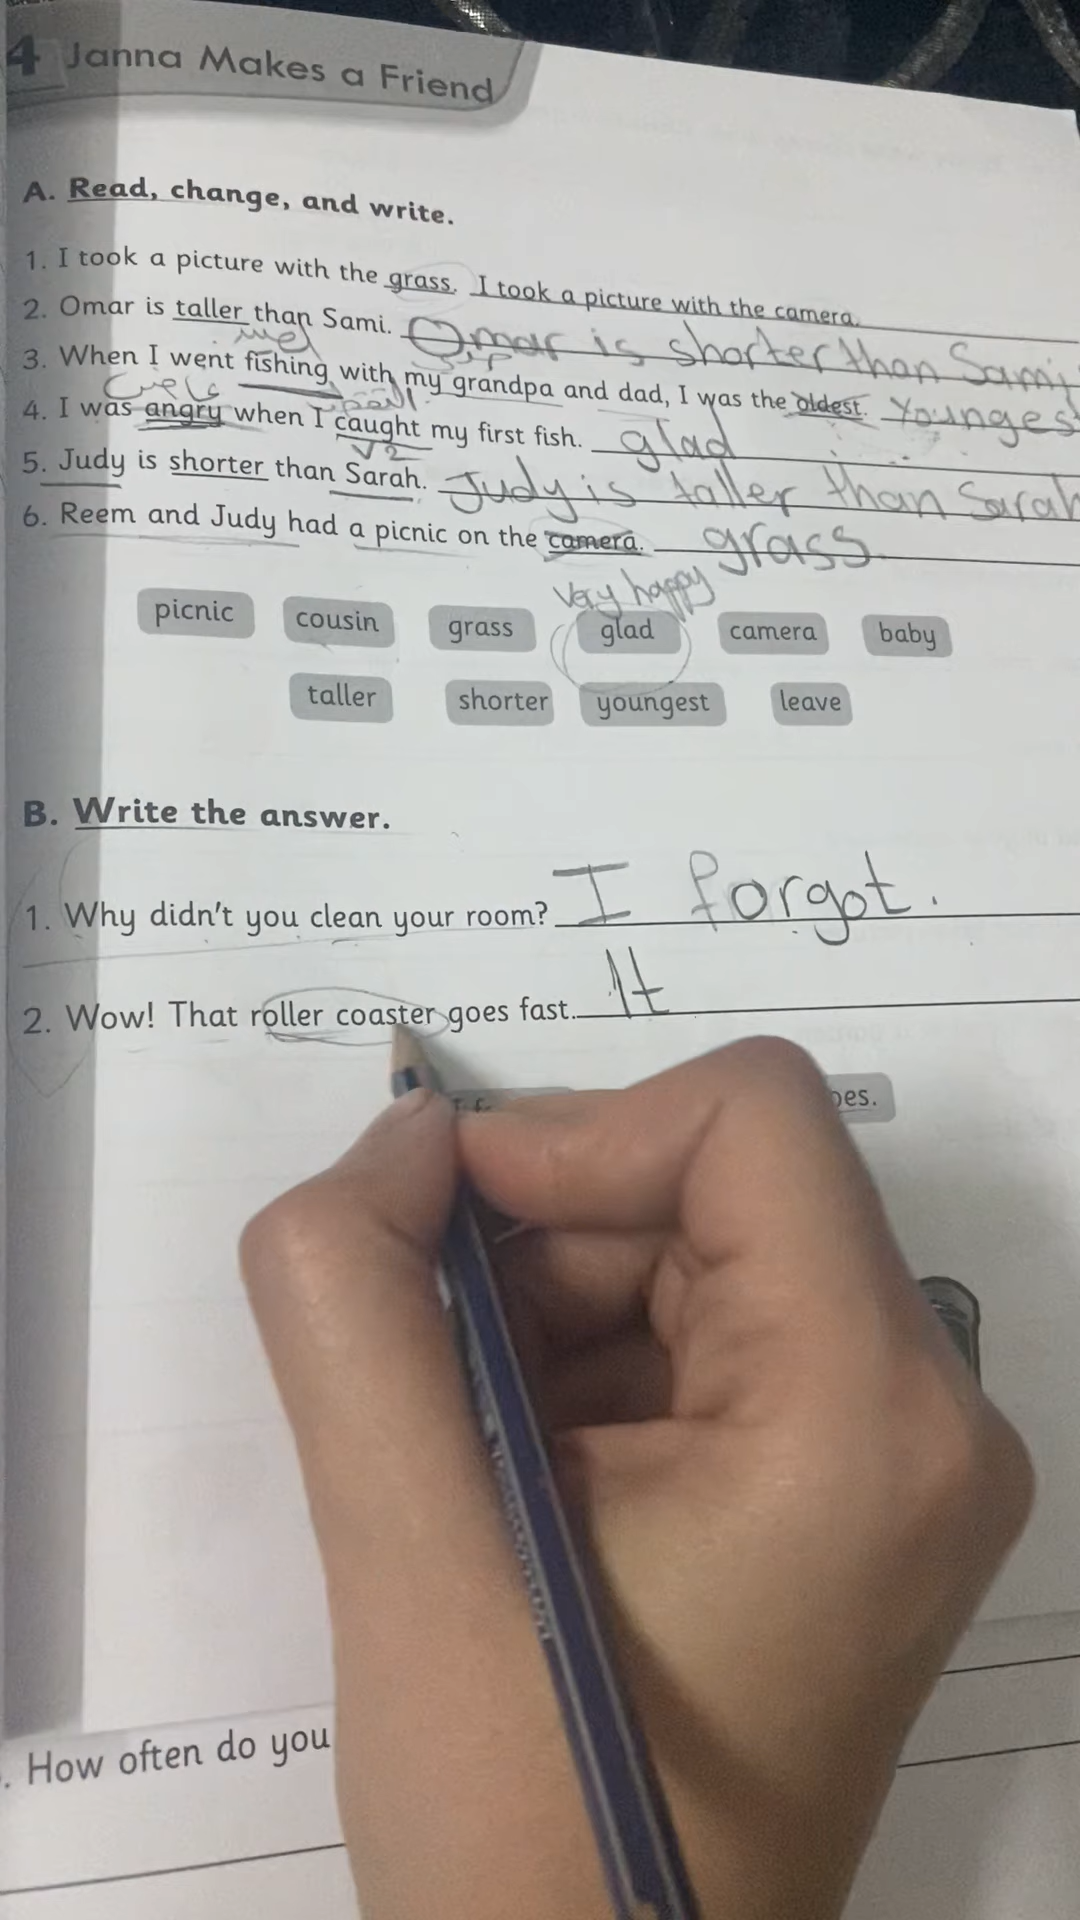 4 Janna Makes a Friend
A. Read, change, and write.
1. I took a picture with the grass. I took a picture with the camera.
2. Omar is taller than Sami. Omar is shorter than Sami
3. When I went fishing with my grandpa and dad, I was the oldest. Younges
4. I was angry when I caught my first fish. glad
V2
5. Judy is shorter than Sarah. Judy is taller than Sarah
6. Reem and Judy had a picnic on the camera. grass.
very happy
picnic cousin grass glad camera baby
taller shorter youngest leave
B. Write the answer.
1. Why didn't you clean your room? I forgot.
2. Wow! That roller coaster goes fast. It
oes.
. How often do you